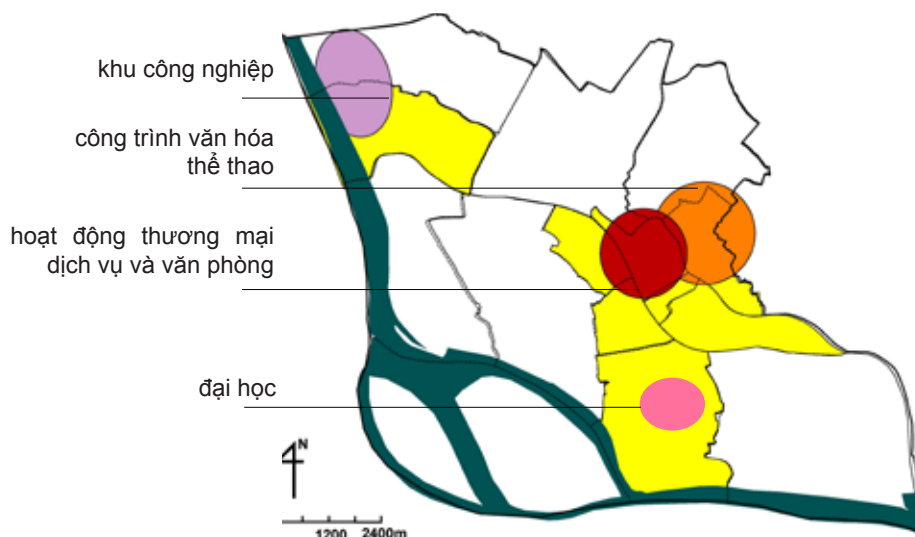 khu công nghiệp
công trình văn hóa
thể thao
hoạt động thương mại
dịch vụ và văn phòng
đại học
N
1200 2400m